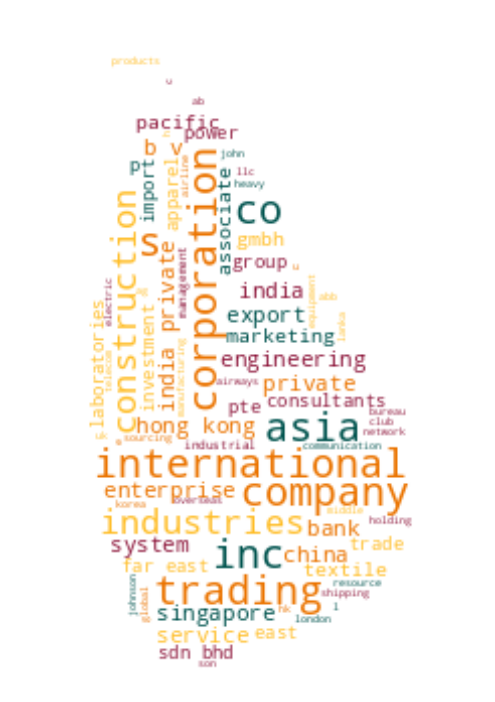 products
u
ab
pacific
power
b v
john
pt
llc
heavy
import
apparel
airline
corporation
associate
co
construction
s
gmbh
management
group
u
india private
electric
india
equipment
abb
investment
export
lanka
laboratories
marketing
telecom
manufacturing
engineering
airways
private
pte
consultants
bureau
hong kong
asia
club
network
sourcing
industrial
communication
international
enterprise
company
overseas
korea
middle
industries
holding
bank
system
inc
china
trade
far east
textile
johnson
global
trading
resource
shipping
singapore
hk
l
london
service
east
sdn bhd
son